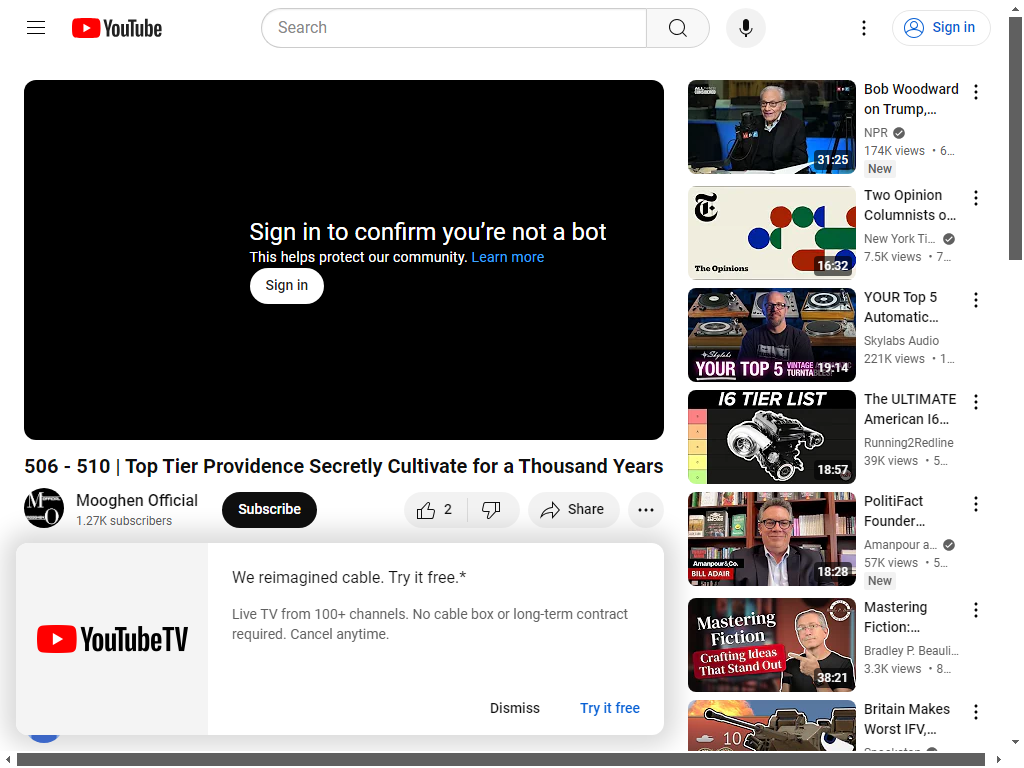 YouTube
Search
Sign in
Sign in to confirm you’re not a bot
This helps protect our community. Learn more
Sign in
506 - 510 | Top Tier Providence Secretly Cultivate for a Thousand Years
Mooghen Official
1.27K subscribers
Subscribe
2
Share
We reimagined cable. Try it free.*
Live TV from 100+ channels. No cable box or long-term contract
required. Cancel anytime.
YouTubeTV
Dismiss
Try it free
31:25
Bob Woodward
on Trump,…
NPR
174K views • 6…
New
The Opinions
16:32
Two Opinion
Columnists o…
New York Ti…
7.5K views • 7…
Skylabs
YOUR TOP 5
VINTAGE
19:14
YOUR Top 5
Automatic…
Skylabs Audio
221K views • 1…
I6 TIER LIST
18:57
The ULTIMATE
American I6…
Running2Redline
39K views • 5…
Amanpour&Co.
BILL ADAIR
18:28
PolitiFact
Founder…
Amanpour a…
57K views • 5…
New
Mastering
Fiction
Crafting Ideas
That Stand Out
38:21
Mastering
Fiction:…
Bradley P. Beauli…
3.3K views • 8…
10
Britain Makes
Worst IFV,…